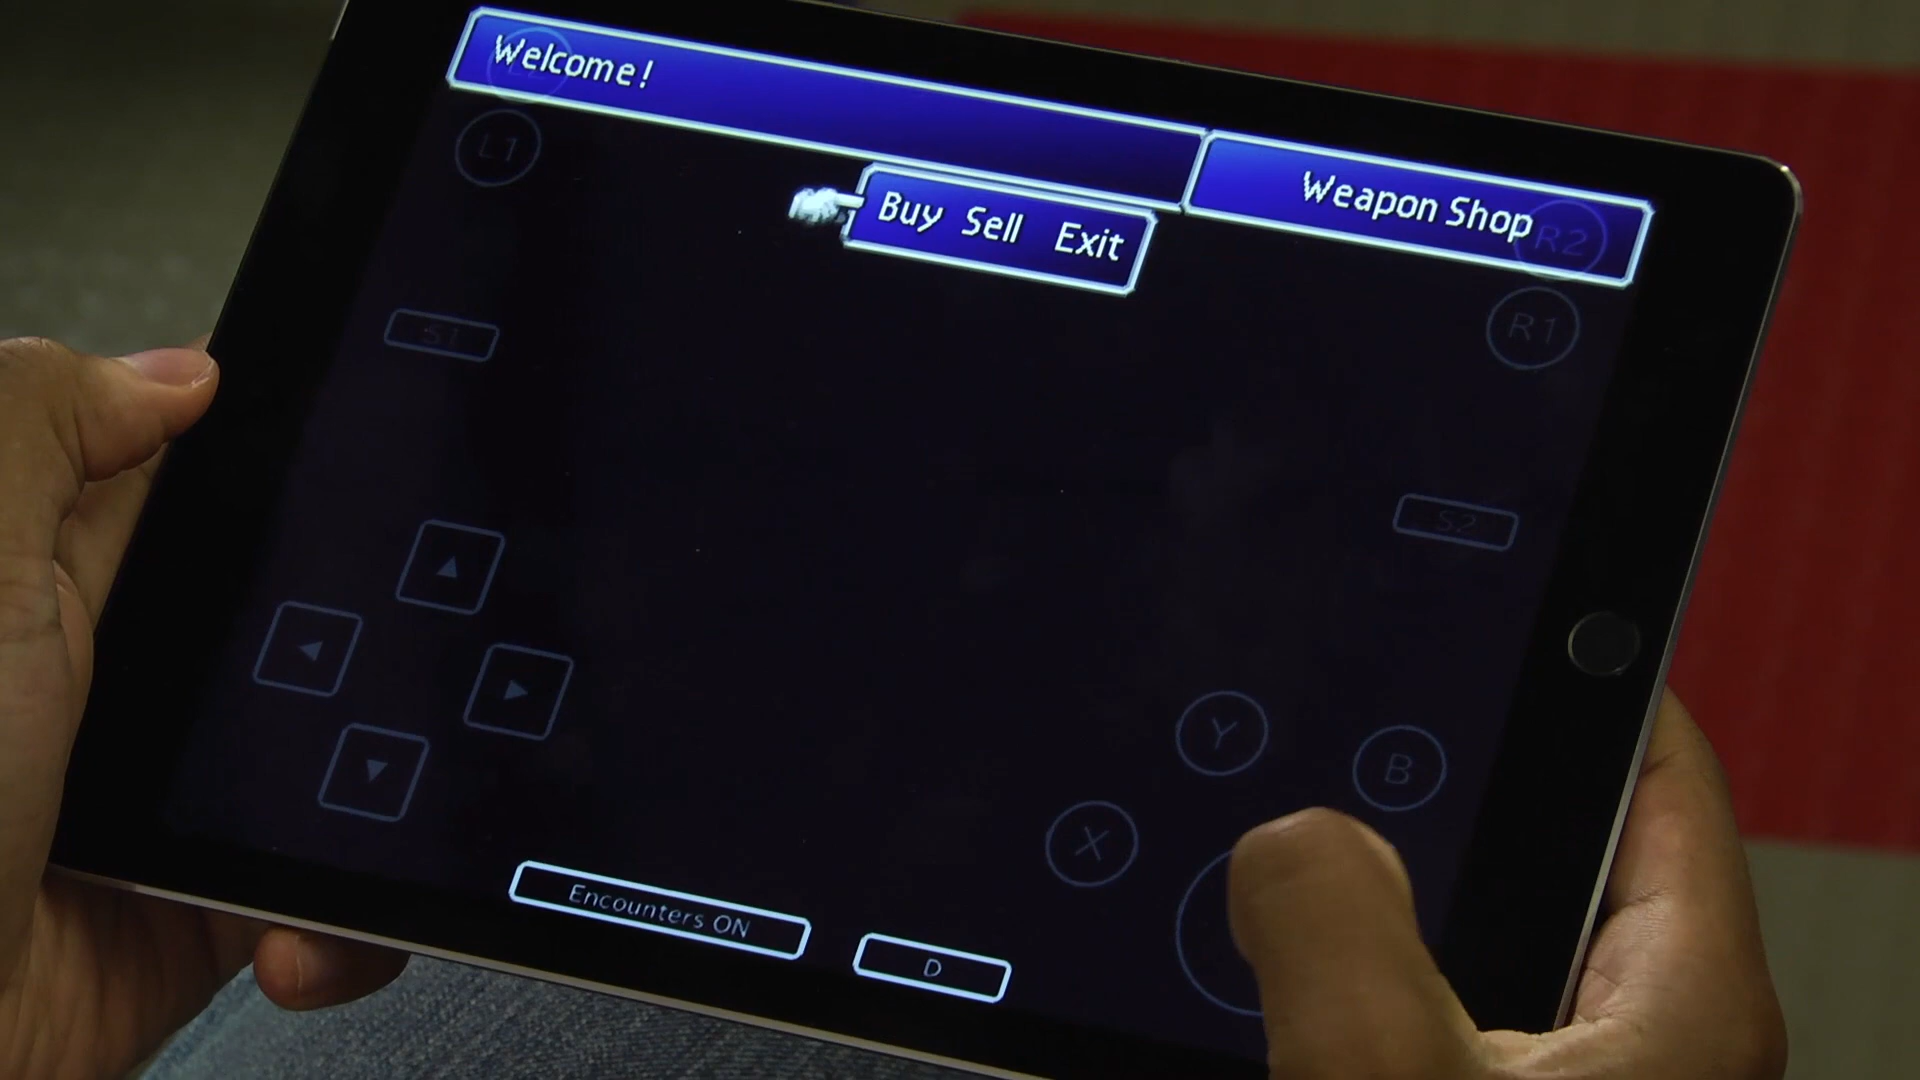 Welcome!
Weapon Shop
R2
L1
Buy Sell Exit
R1
S1
S2
Y
B
X
Encounters ON
D